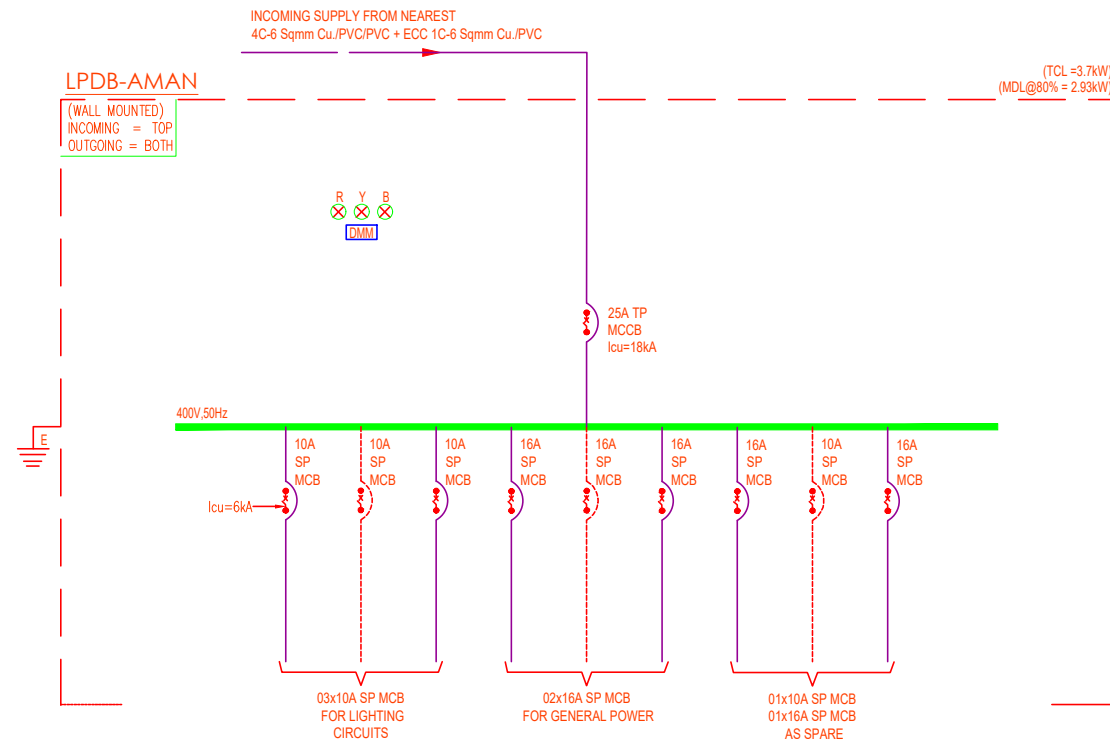 INCOMING SUPPLY FROM NEAREST
4C-6 Sqmm Cu./PVC/PVC + ECC 1C-6 Sqmm Cu./PVC
LPDB-AMAN
(TCL =3.7kW)
(MDL@80% = 2.93kW)
(WALL MOUNTED)
INCOMING = TOP
OUTGOING = BOTH
R Y B
DMM
25A TP
MCCB
Icu=18kA
400V,50Hz
E
10A
SP
MCB
10A
SP
MCB
10A
SP
MCB
16A
SP
MCB
16A
SP
MCB
16A
SP
MCB
16A
SP
MCB
10A
SP
MCB
16A
SP
MCB
Icu=6kA
03x10A SP MCB
FOR LIGHTING
CIRCUITS
02x16A SP MCB
FOR GENERAL POWER
01x10A SP MCB
01x16A SP MCB
AS SPARE